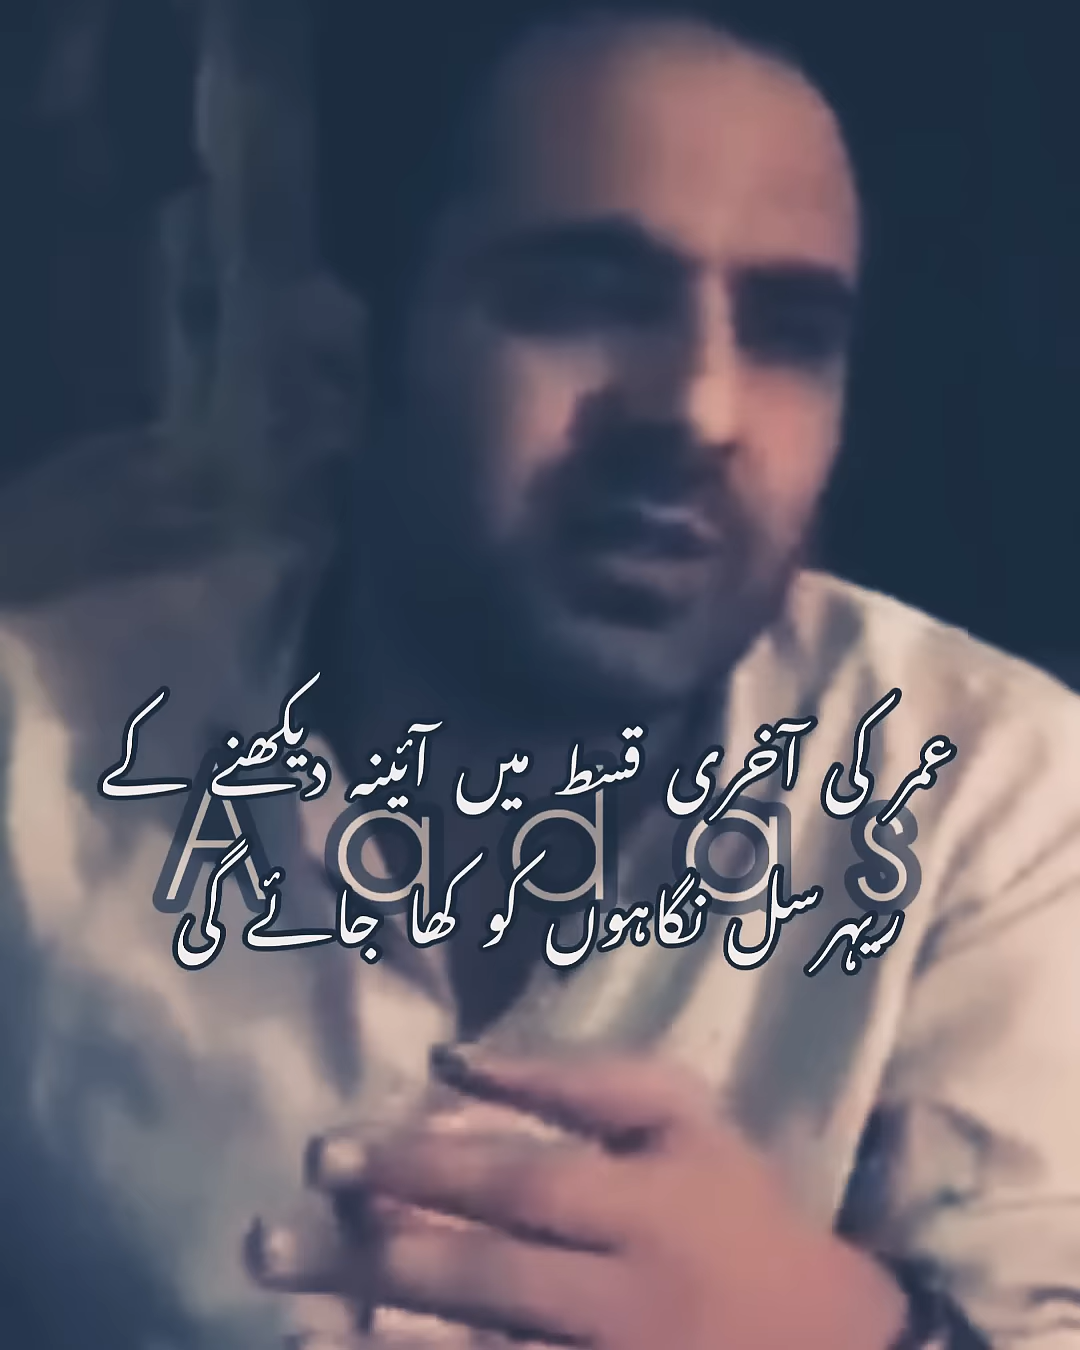 عمر کی آخری قسط میں آئینہ دیکھنے کے
Aadas
ریہرسل نگاہوں کو کھا جائے گی